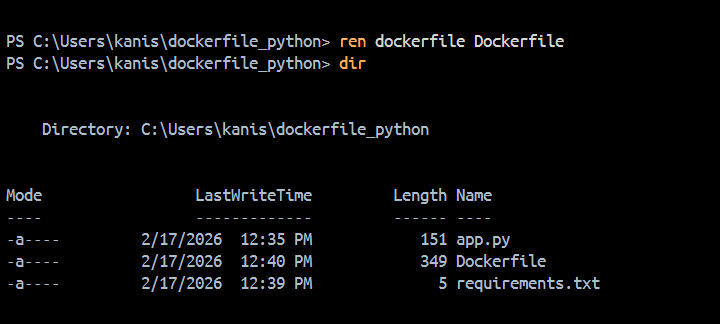 PS C:\Users\kanis\dockerfile_python> ren dockerfile Dockerfile
PS C:\Users\kanis\dockerfile_python> dir
Directory: C:\Users\kanis\dockerfile_python
Mode                 LastWriteTime         Length Name
----                 -------------         ------ ----
-a----         2/17/2026  12:35 PM            151 app.py
-a----         2/17/2026  12:40 PM            349 Dockerfile
-a----         2/17/2026  12:39 PM              5 requirements.txt